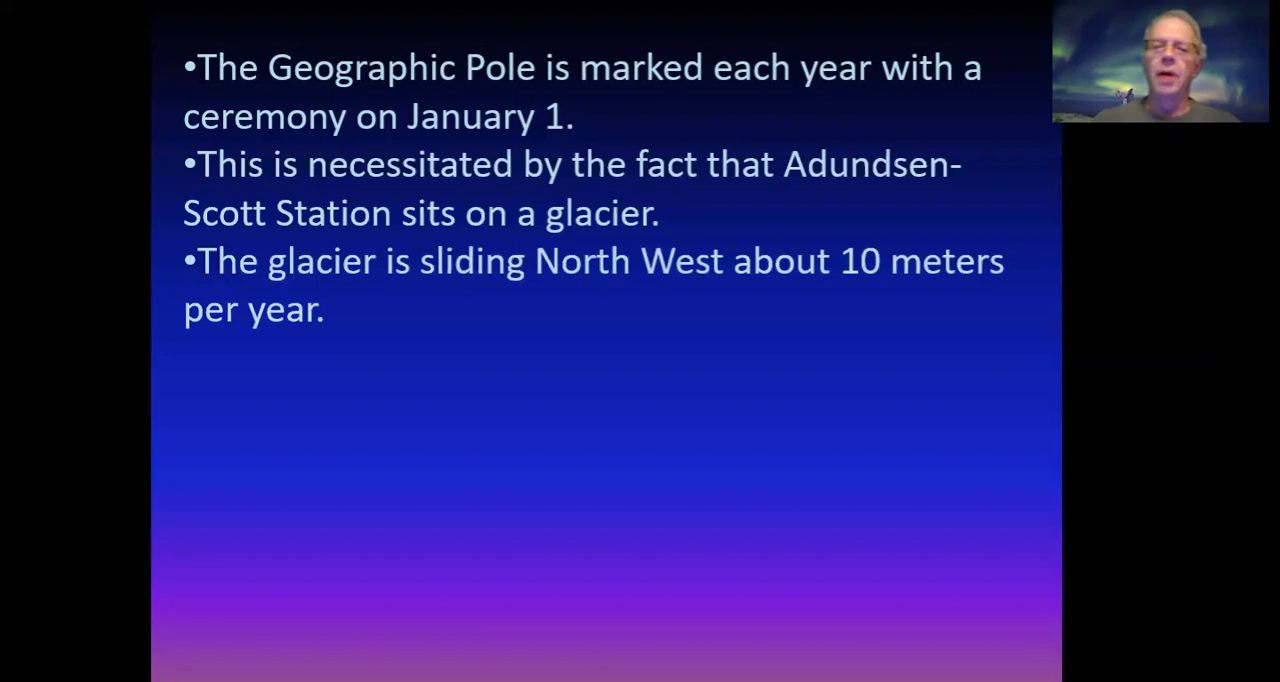 •The Geographic Pole is marked each year with a
ceremony on January 1.
•This is necessitated by the fact that Adundsen-
Scott Station sits on a glacier.
•The glacier is sliding North West about 10 meters
per year.